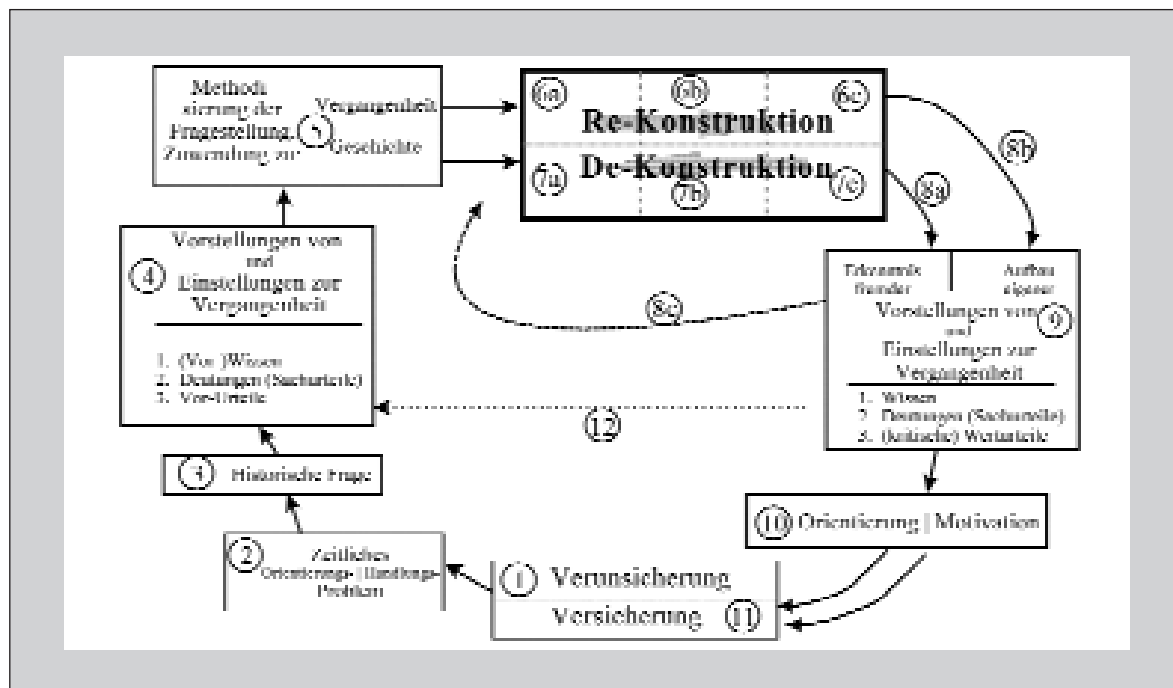 Methodi
sierung der
Fragestellung,
Zuwendung zu
5
Vergangenheit
Geschichte
6a 6b 6c
Re-Konstruktion
De-Konstruktion
7a 7b 7c
8b
8a
8c
4
Vorstellungen von
und
Einstellungen zur
Vergangenheit
1. (Vor-)Wissen
2. Deutungen (Sachurteile)
3. Vor-Urteile
Erkenntnis
fremder
Aufbau
eigener
Vorstellungen von
und
9
Einstellungen zur
Vergangenheit
1. Wissen
2. Deutungen (Sachurteile)
3. (kritische) Werturteile
12
3 Historische Frage
10 Orientierung | Motivation
2
Zeitliches
Orientierungs- | Handlungs-
Problem
1 Verunsicherung
Versicherung 11